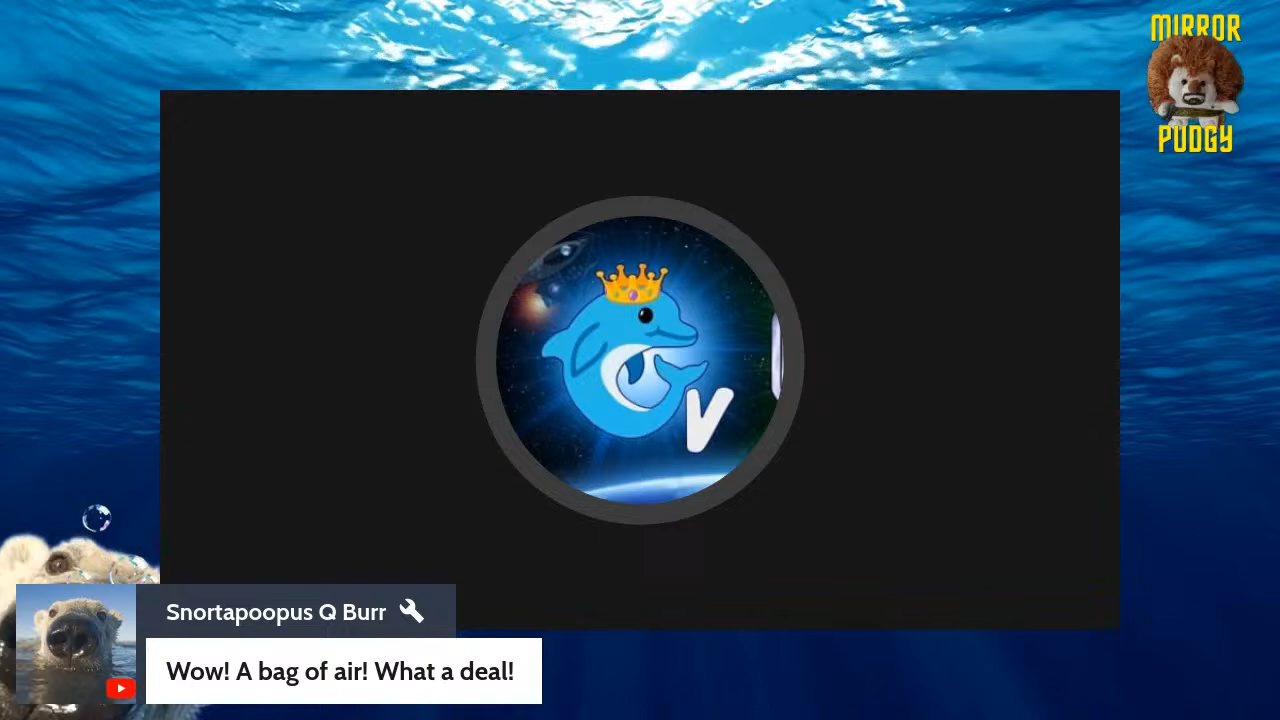 MIRROR
PUDGY
V
Snortapoopus Q Burr
Wow! A bag of air! What a deal!